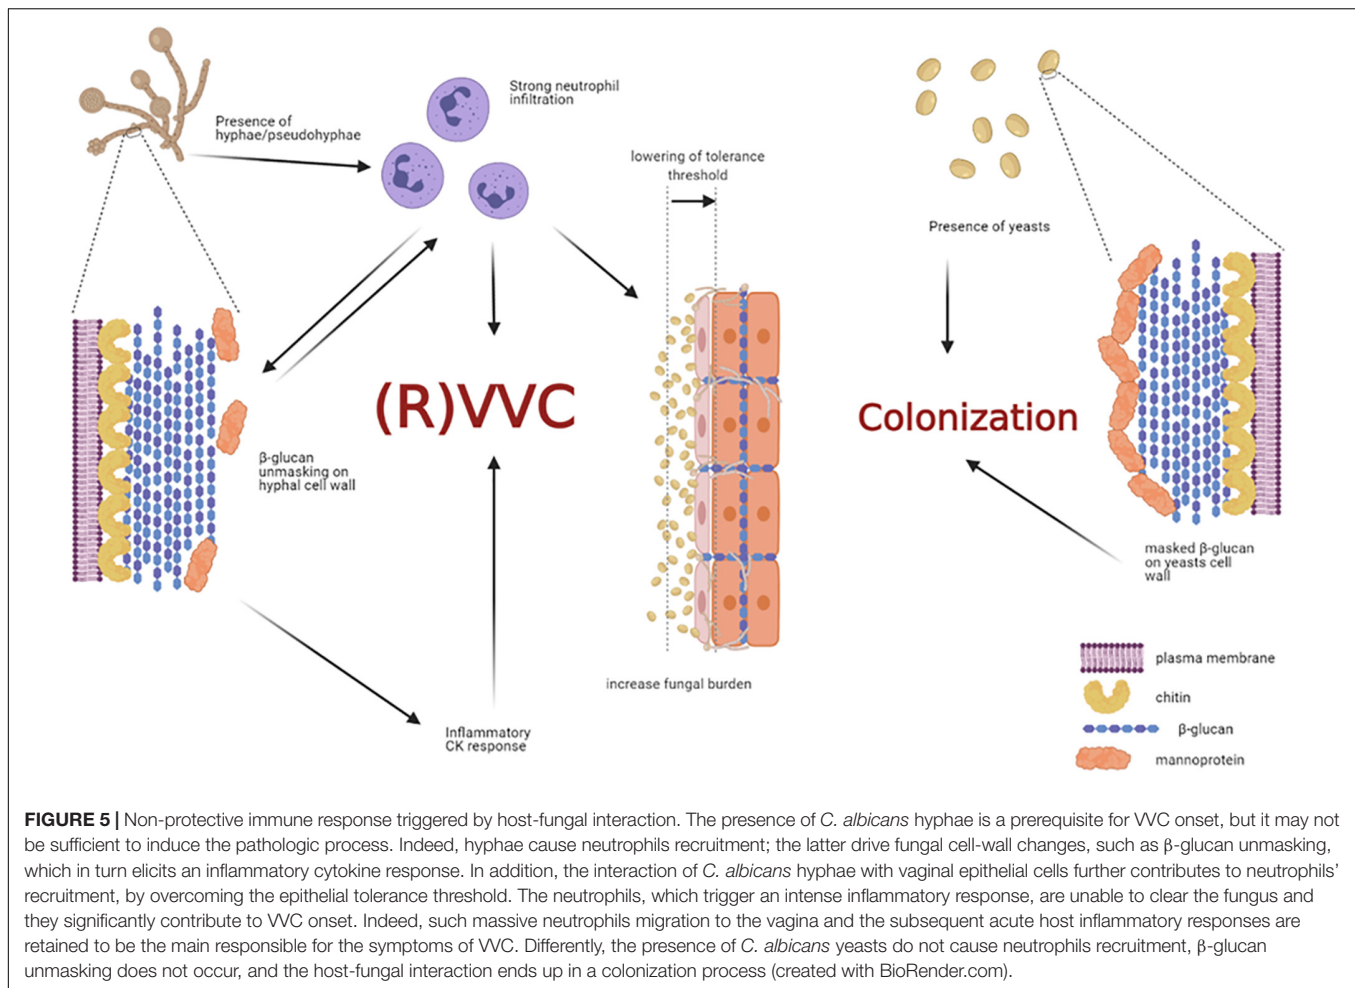 Presence of
hyphae/pseudohyphae
Strong neutrophil
infiltration
lowering of tolerance
threshold
Presence of yeasts
(R)VVC
Colonization
β-glucan
unmasking on
hyphal cell wall
masked β-glucan
on yeasts cell
wall
increase fungal burden
Inflammatory
CK response
plasma membrane
chitin
β-glucan
mannoprotein
FIGURE 5 | Non-protective immune response triggered by host-fungal interaction. The presence of C. albicans hyphae is a prerequisite for VVC onset, but it may not
be sufficient to induce the pathologic process. Indeed, hyphae cause neutrophils recruitment; the latter drive fungal cell-wall changes, such as β-glucan unmasking,
which in turn elicits an inflammatory cytokine response. In addition, the interaction of C. albicans hyphae with vaginal epithelial cells further contributes to neutrophils'
recruitment, by overcoming the epithelial tolerance threshold. The neutrophils, which trigger an intense inflammatory response, are unable to clear the fungus and
they significantly contribute to VVC onset. Indeed, such massive neutrophils migration to the vagina and the subsequent acute host inflammatory responses are
retained to be the main responsible for the symptoms of VVC. Differently, the presence of C. albicans yeasts do not cause neutrophils recruitment, β-glucan
unmasking does not occur, and the host-fungal interaction ends up in a colonization process (created with BioRender.com).